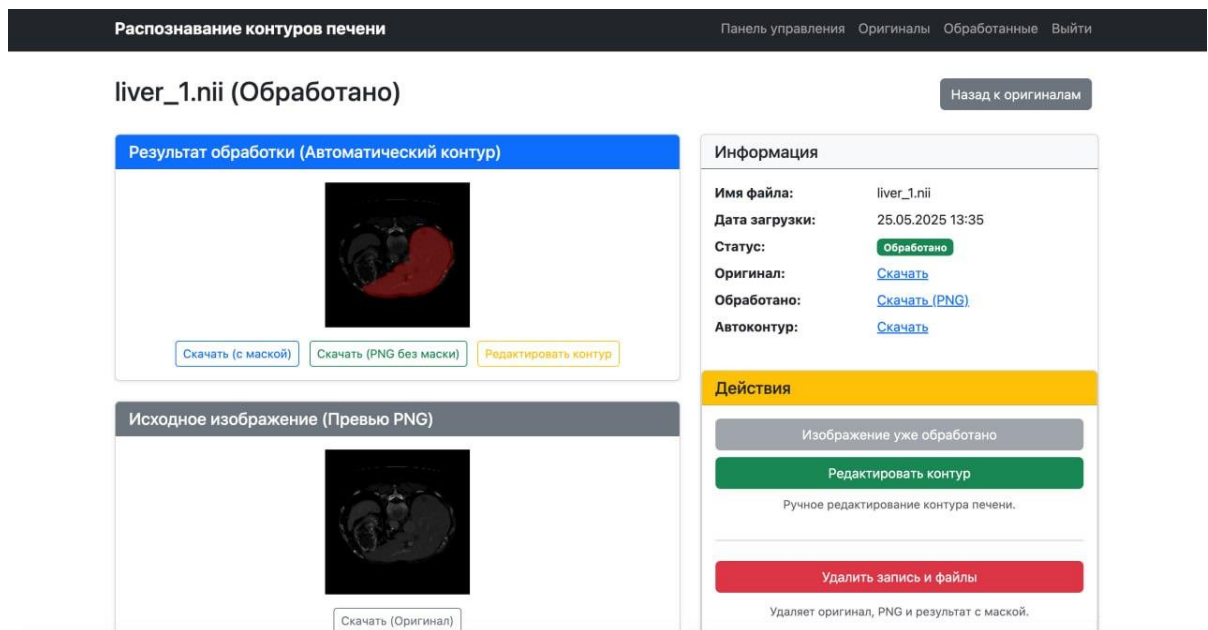 Распознавание контуров печени
Панель управления Оригиналы Обработанные Выйти
liver_1.nii (Обработано)
Назад к оригиналам
Результат обработки (Автоматический контур)
Скачать (с маской) Скачать (PNG без маски) Редактировать контур
Исходное изображение (Превью PNG)
Скачать (Оригинал)
Информация
Имя файла: liver_1.nii
Дата загрузки: 25.05.2025 13:35
Статус: Обработано
Оригинал: Скачать
Обработано: Скачать (PNG)
Автоконтур: Скачать
Действия
Изображение уже обработано
Редактировать контур
Ручное редактирование контура печени.
Удалить запись и файлы
Удаляет оригинал, PNG и результат с маской.